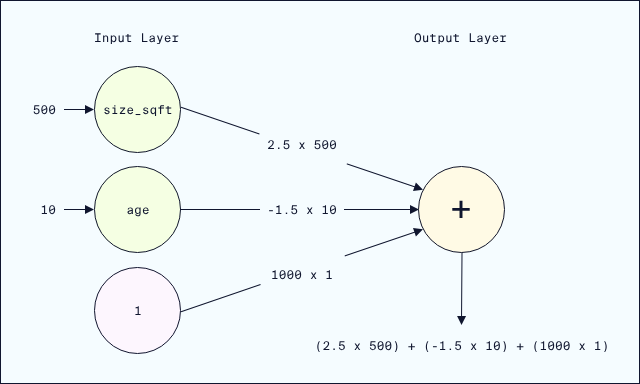 Input Layer
Output Layer
500
size_sqft
2.5 x 500
10
age
-1.5 x 10
+
1000 x 1
1
(2.5 x 500) + (-1.5 x 10) + (1000 x 1)